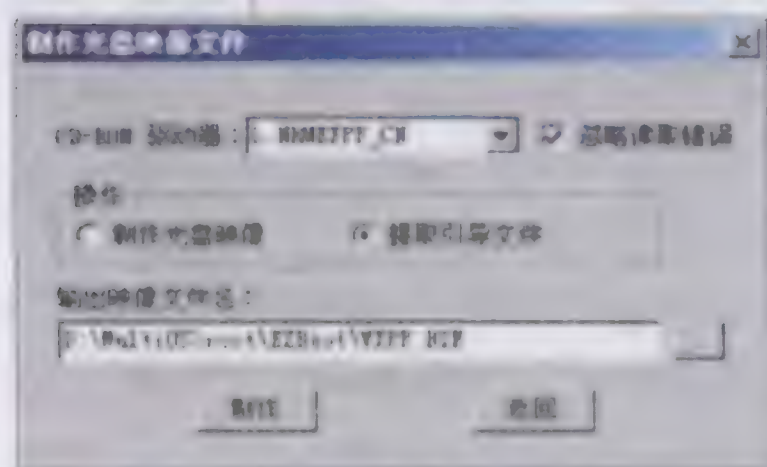 制作光盘映像文件
CD-ROM 驱动器: WXMITPP_CN 忽略读取错误
操作
制作光盘映像 提取引导文件
输出映像文件名:
制作 返回